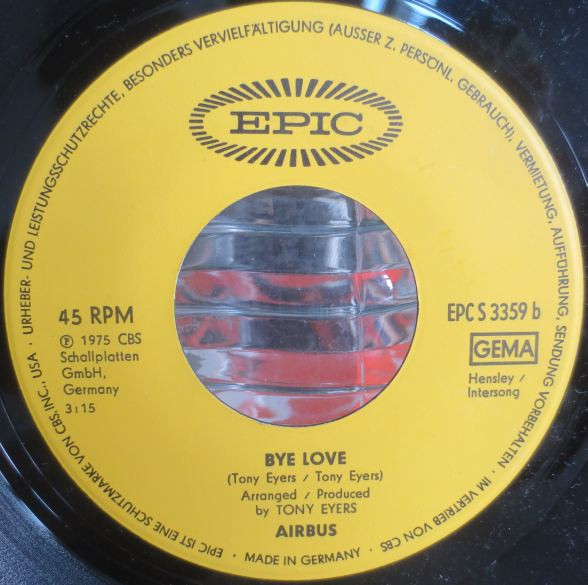 URHEBER- UND LEISTUNGSSCHUTZRECHTE, BESONDERS VERVIELFÄLTIGUNG (AUSSER Z. PERSÖNL. GEBRAUCH), VERMIETUNG, AUFFÜHRUNG, SENDUNG VORBEHALTEN · IM VERTRIEB VON CBS
EPIC
45 RPM
℗ 1975 CBS
Schallplatten
GmbH,
Germany
3:15
EPC S 3359 b
GEMA
Hensley /
Intersong
BYE LOVE
(Tony Eyers / Tony Eyers)
Arranged / Produced
by TONY EYERS
AIRBUS
EPIC IST EINE SCHUTZMARKE VON CBS, INC., USA ·
· MADE IN GERMANY ·